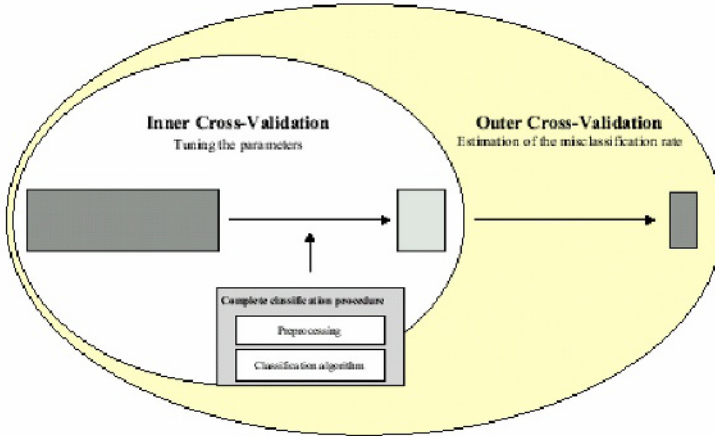 Inner Cross-Validation
Tuning the parameters
Outer Cross-Validation
Estimation of the misclassification rate
Complete classification procedure
Preprocessing
Classification algorithm